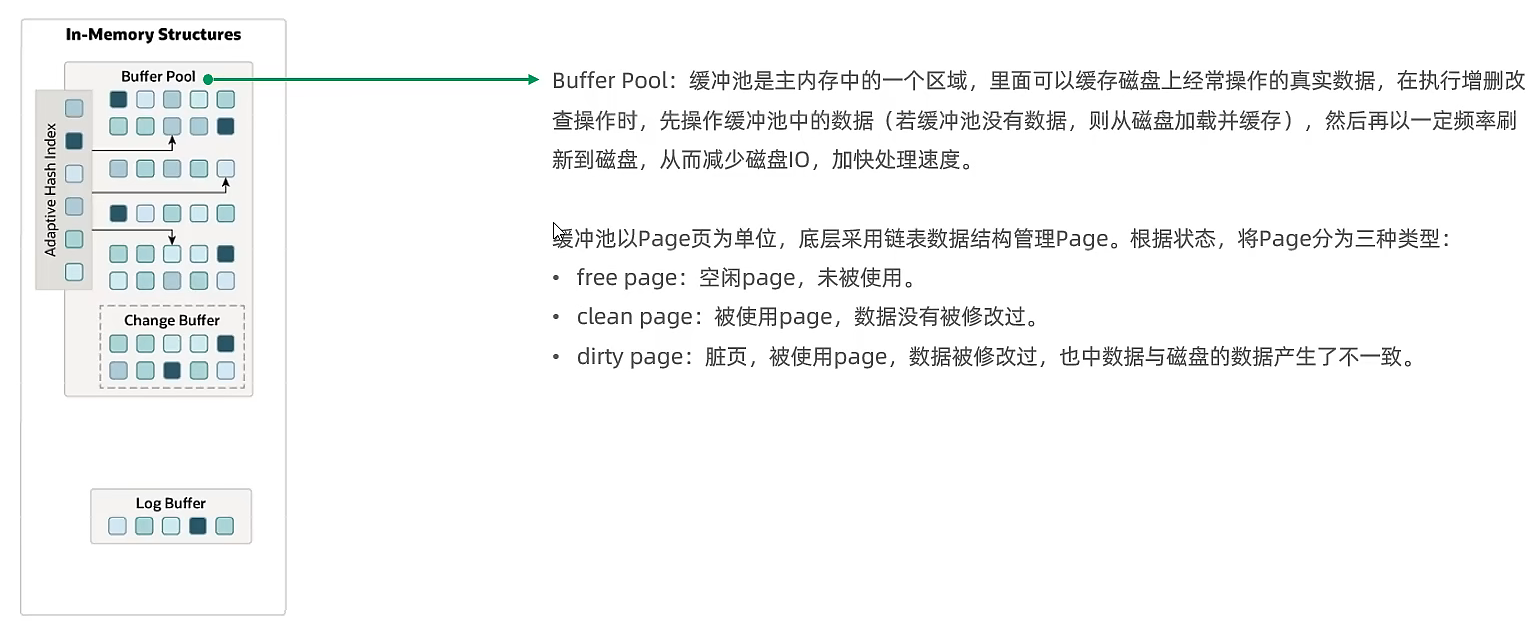 In-Memory Structures
Buffer Pool
Adaptive Hash Index
Change Buffer
Log Buffer
Buffer Pool：缓冲池是主内存中的一个区域，里面可以缓存磁盘上经常操作的真实数据，在执行增删改
查操作时，先操作缓冲池中的数据（若缓冲池没有数据，则从磁盘加载并缓存），然后再以一定频率刷
新到磁盘，从而减少磁盘IO，加快处理速度。
缓冲池以Page页为单位，底层采用链表数据结构管理Page。根据状态，将Page分为三种类型：
• free page：空闲page，未被使用。
• clean page：被使用page，数据没有被修改过。
• dirty page：脏页，被使用page，数据被修改过，也中数据与磁盘的数据产生了不一致。